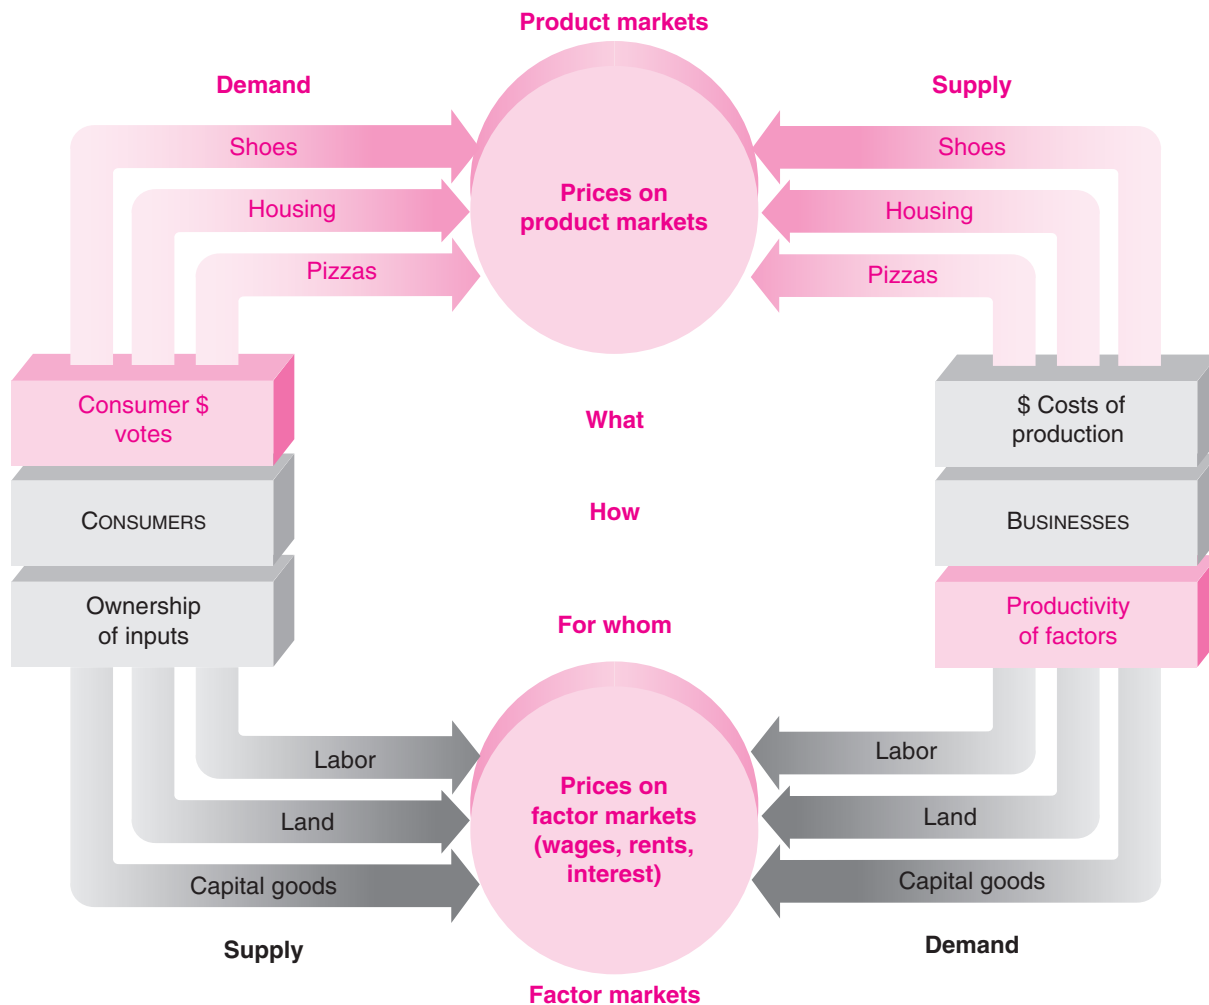 Product markets
Demand
Supply
Shoes
Shoes
Housing
Prices on
product markets
Housing
Pizzas
Pizzas
Consumer $
votes
What
$ Costs of
production
CONSUMERS
How
BUSINESSES
Ownership
of inputs
For whom
Productivity
of factors
Labor
Labor
Prices on
factor markets
(wages, rents,
interest)
Land
Land
Capital goods
Capital goods
Supply
Demand
Factor markets